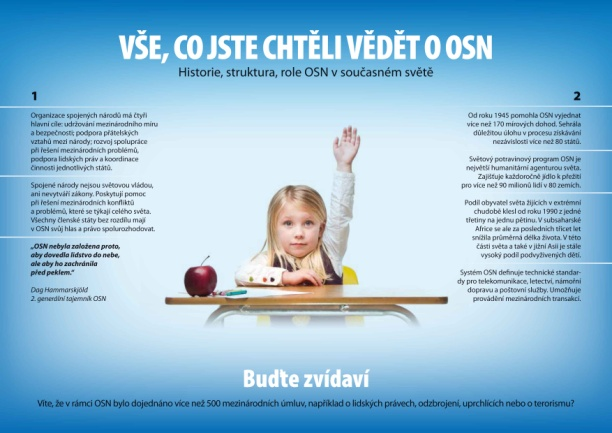 VŠE, CO JSTE CHTĚLI VĚDĚT O OSN
Historie, struktura, role OSN v současném světě
1
Organizace spojených národů má čtyři
hlavní cíle: udržování mezinárodního míru
a bezpečnosti; podpora přátelských
vztahů mezi národy; rozvoj spolupráce
při řešení mezinárodních problémů,
podpora lidských práv a koordinace
činnosti jednotlivých států.
Spojené národy nejsou světovou vládou,
ani nevytváří zákony. Poskytují pomoc
při řešení mezinárodních konfliktů
a problémů, které se týkají celého světa.
Všechny členské státy bez rozdílu mají
v OSN svůj hlas a právo spolurozhodovat.
„OSN nebyla založena proto,
aby dovedla lidstvo do nebe,
ale aby ho zachránila
před peklem.“
Dag Hammarskjöld
2. generální tajemník OSN
2
Od roku 1945 pomohla OSN vyjednat
více než 170 mírových dohod. Sehrála
důležitou úlohu v procesu získávání
nezávislosti více než 80 států.
Světový potravinový program OSN je
největší humanitární agenturou světa.
Zajišťuje každoročně jídlo k přežití
pro více než 90 milionů lidí v 80 zemích.
Podíl obyvatel světa žijících v extrémní
chudobě klesl od roku 1990 z jedné
třetiny na jednu pětinu. V subsaharské
Africe se ale za posledních třicet let
snížila průměrná délka života. V této
části světa a také v jižní Asii je stále
vysoký podíl podvyživených dětí.
Systém OSN definuje technické standar-
dy pro telekomunikace, letectví, námořní
dopravu a poštovní služby. Umožňuje
provádění mezinárodních transakcí.
Buďte zvídaví
Víte, že v rámci OSN bylo dojednáno více než 500 mezinárodních úmluv, například o lidských právech, odzbrojení, uprchlících nebo o terorismu?